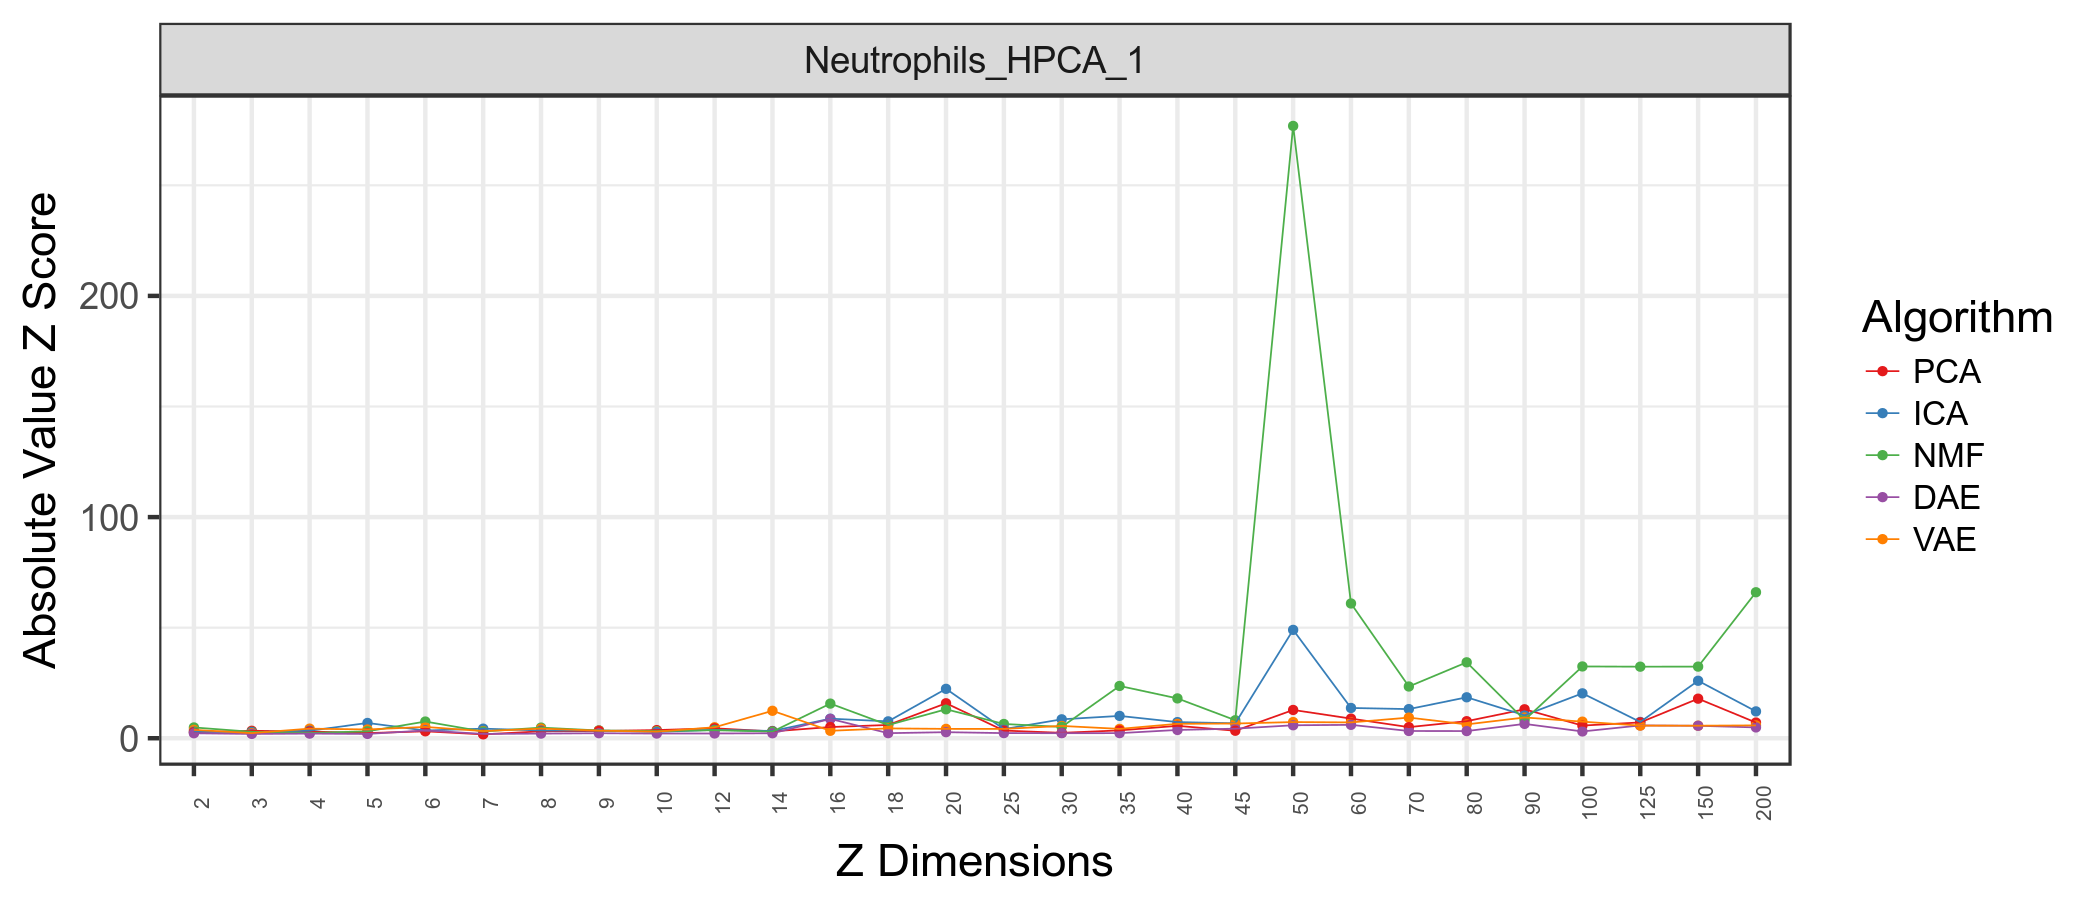 Neutrophils_HPCA_1
Absolute Value Z Score
200
100
0
2 3 4 5 6 7 8 9 10 12 14 16 18 20 25 30 35 40 45 50 60 70 80 90 100 125 150 200
Z Dimensions
Algorithm
PCA
ICA
NMF
DAE
VAE